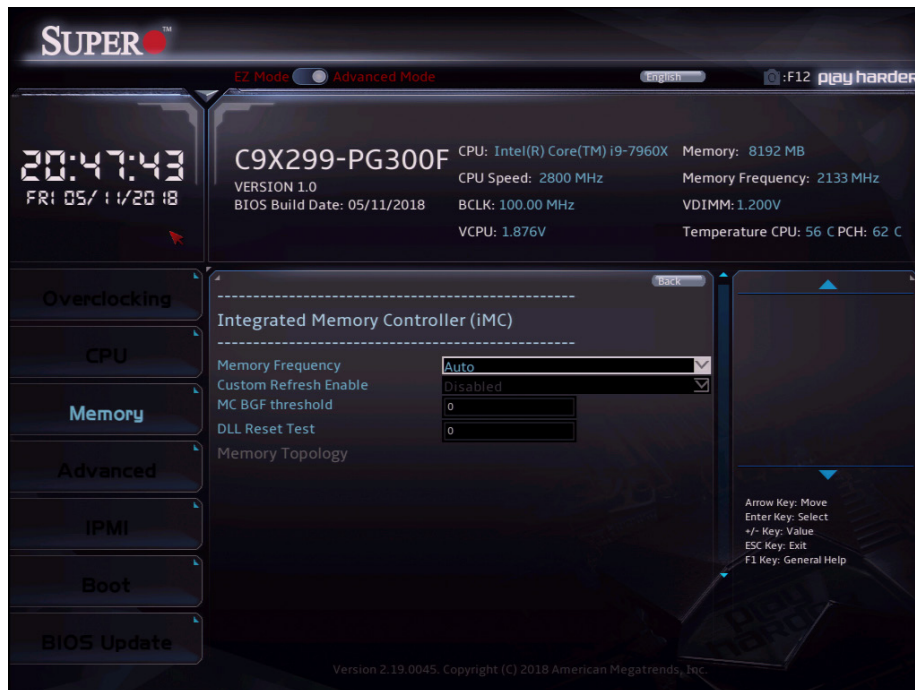 SUPER TM
EZ Mode Advanced Mode English :F12 play harder
20:47:43
FRI 05/11/2018
C9X299-PG300F
VERSION 1.0
BIOS Build Date: 05/11/2018
CPU: Intel(R) Core(TM) i9-7960X
CPU Speed: 2800 MHz
BCLK: 100.00 MHz
VCPU: 1.876V
Memory: 8192 MB
Memory Frequency: 2133 MHz
VDIMM: 1.200V
Temperature CPU: 56 C PCH: 62 C
Overclocking
CPU
Memory
Advanced
IPMI
Boot
BIOS Update
Back
----------------------------------------------------
Integrated Memory Controller (iMC)
----------------------------------------------------
Memory Frequency Auto
Custom Refresh Enable Disabled
MC BGF threshold 0
DLL Reset Test 0
Memory Topology
Arrow Key: Move
Enter Key: Select
+/- Key: Value
ESC Key: Exit
F1 Key: General Help
play
harder
Version 2.19.0045. Copyright (C) 2018 American Megatrends, Inc.